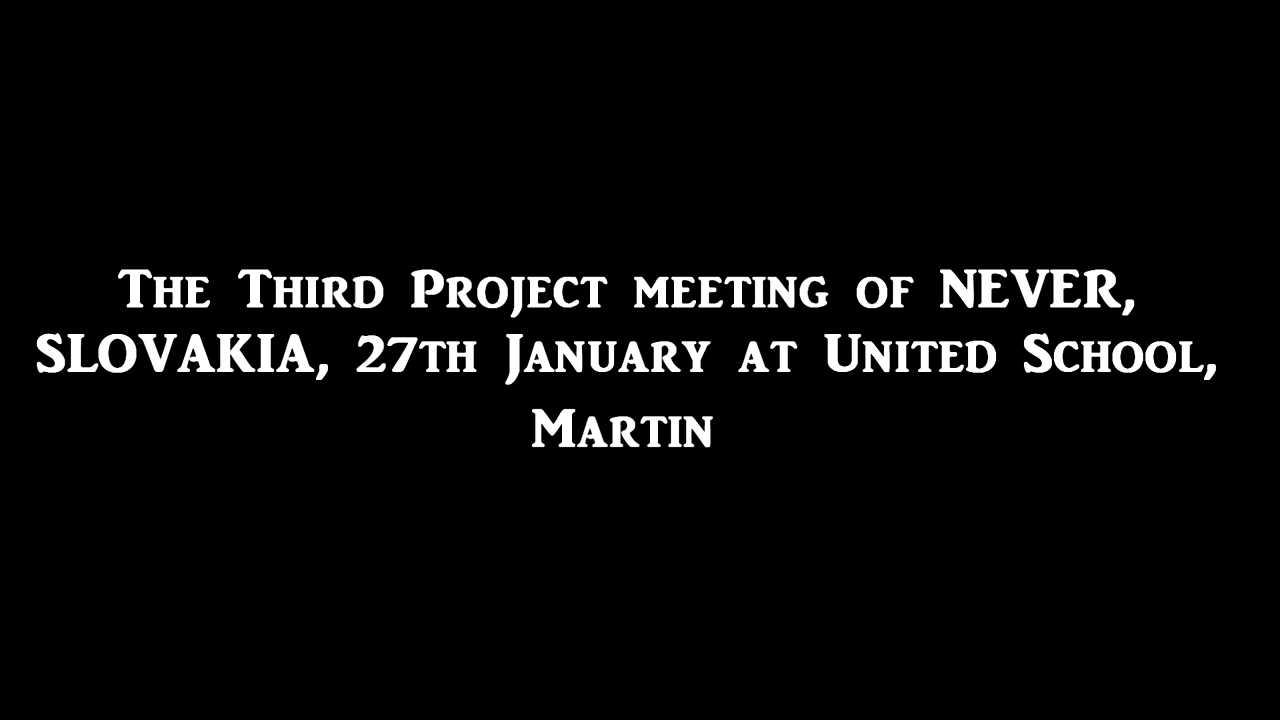 The Third Project meeting of NEVER,
SLOVAKIA, 27th January at United School,
Martin